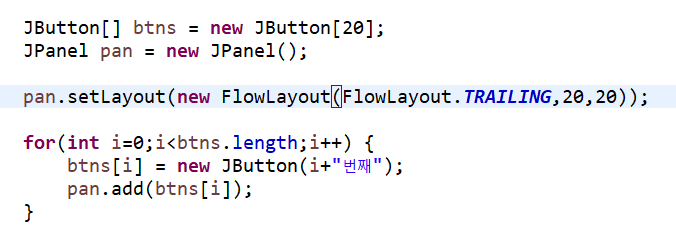 JButton[] btns = new JButton[20];
JPanel pan = new JPanel();
pan.setLayout(new FlowLayout(FlowLayout.TRAILING,20,20));
for(int i=0;i<btns.length;i++) {
btns[i] = new JButton(i+"번째");
pan.add(btns[i]);
}